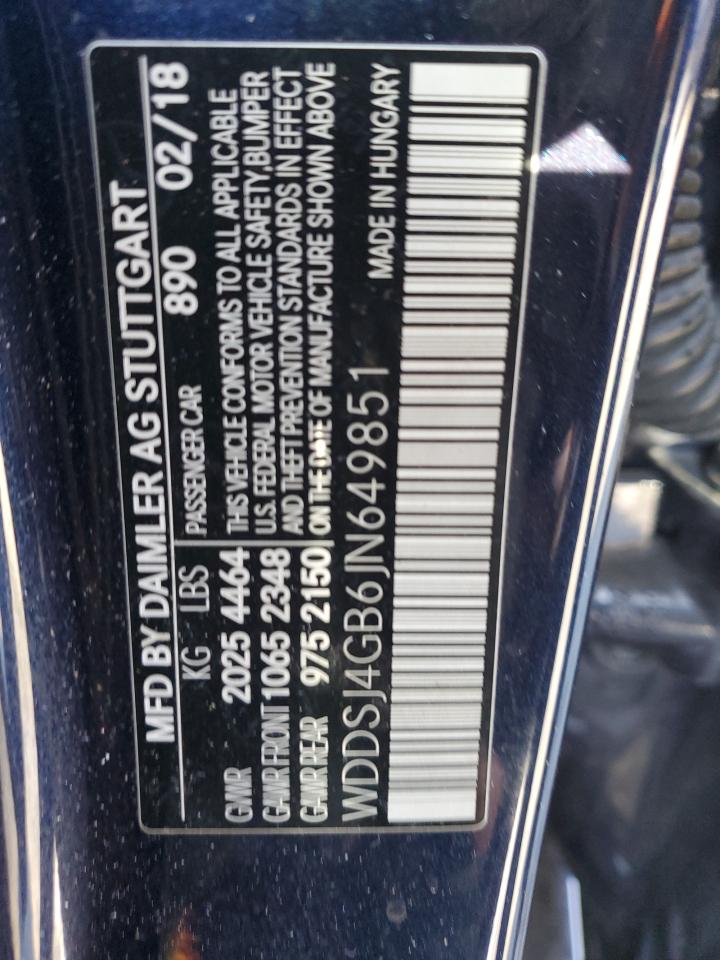 MFD BY DAIMLER AG STUTTGART
KG LBS PASSENGER CAR 890 02/18
GWR 2025 4464 THIS VEHICLE CONFORMS TO ALL APPLICABLE
GAWR FRONT 1065 2348 U.S. FEDERAL MOTOR VEHICLE SAFETY, BUMPER
GAWR REAR 975 2150 AND THEFT PREVENTION STANDARDS IN EFFECT
ON THE DATE OF MANUFACTURE SHOWN ABOVE
WDDSJ4GB6JN649851 MADE IN HUNGARY